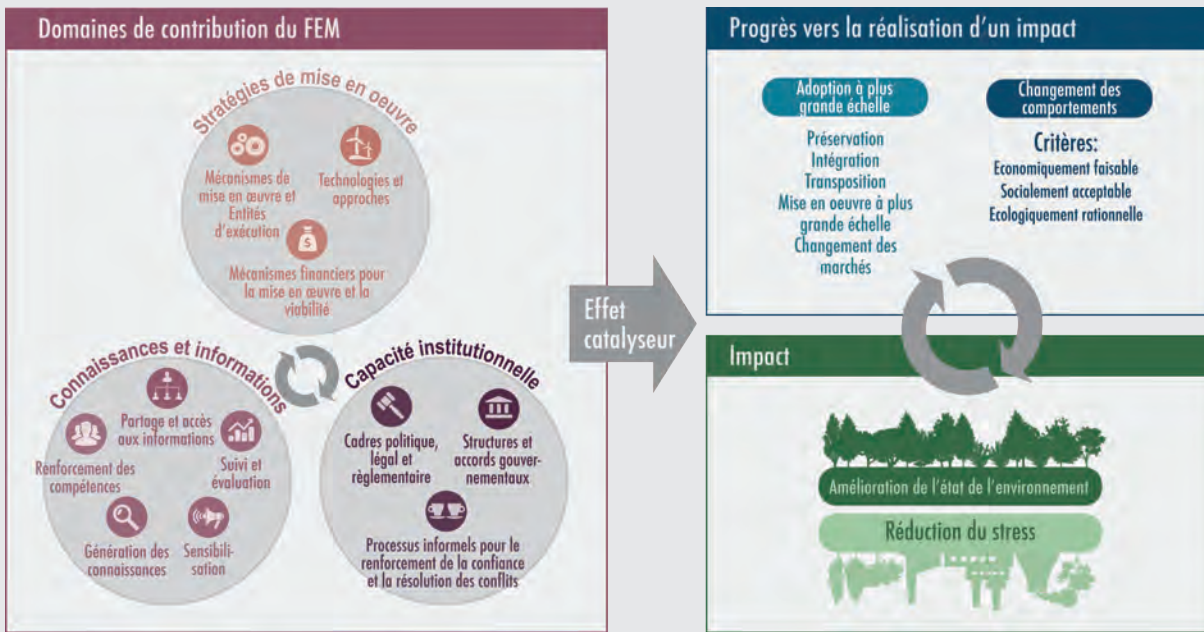 Domaines de contribution du FEM
Stratégies de mise en oeuvre
Mécanismes de
mise en œuvre et
Entités
d'exécution
Technologies et
approches
Mécanismes financiers pour
la mise en œuvre et la
viabilité
Connaissances et informations
Partage et accès
aux informations
Renforcement des
compétences
Suivi et
évaluation
Génération des
connaissances
Sensibili-
sation
Capacité institutionnelle
Cadres politique,
légal et
règlementaire
Structures et
accords gouver-
nementaux
Processus informels pour le
renforcement de la confiance
et la résolution des conflits
Effet
catalyseur
Progrès vers la réalisation d'un impact
Adoption à plus
grande échelle
Préservation
Intégration
Transposition
Mise en oeuvre à plus
grande échelle
Changement des
marchés
Changement des
comportements
Critères:
Economiquement faisable
Socialement acceptable
Ecologiquement rationnelle
Impact
Amélioration de l'état de l'environnement
Réduction du stress